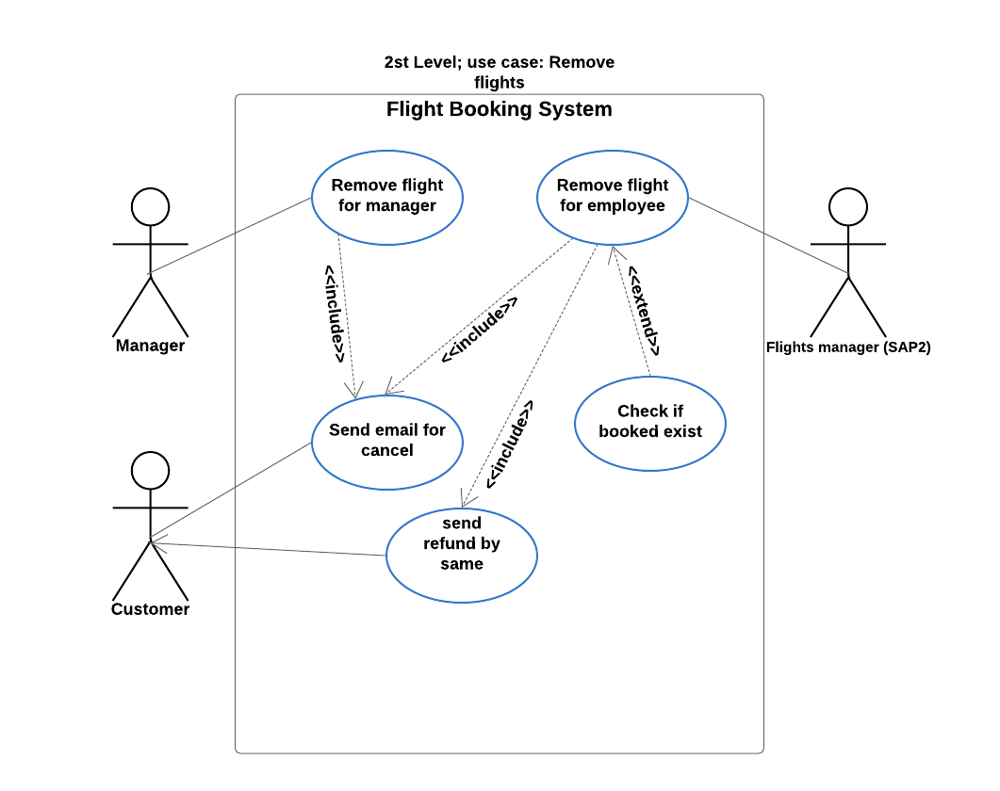 2st Level; use case: Remove
flights
Flight Booking System
Remove flight
for manager
Remove flight
for employee
<<include>>
<<include>>
<<extend>>
Manager
Flights manager (SAP2)
Send email for
cancel
Check if
booked exist
<<include>>
send
refund by
same
Customer